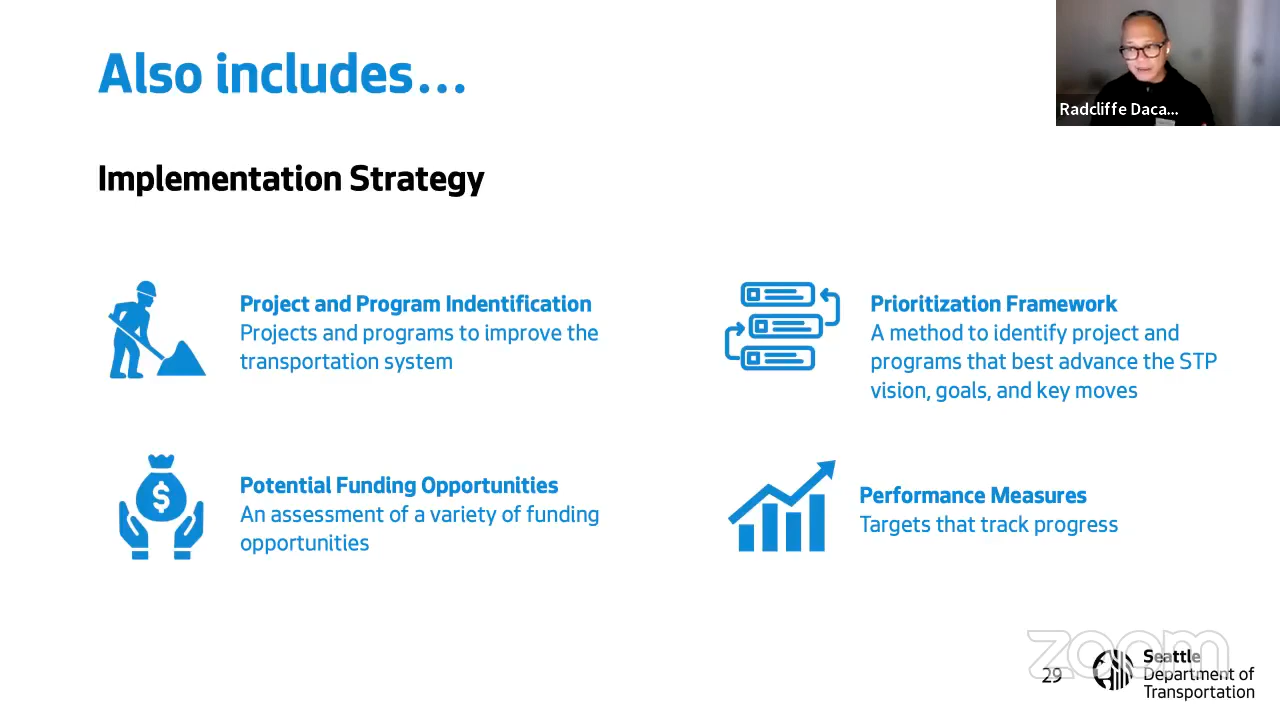 Also includes...
Radcliffe Daca...
Implementation Strategy
Project and Program Indentification
Projects and programs to improve the
transportation system
Prioritization Framework
A method to identify project and
programs that best advance the STP
vision, goals, and key moves
$
Potential Funding Opportunities
An assessment of a variety of funding
opportunities
Performance Measures
Targets that track progress
zoom
29
Seattle
Department of
Transportation